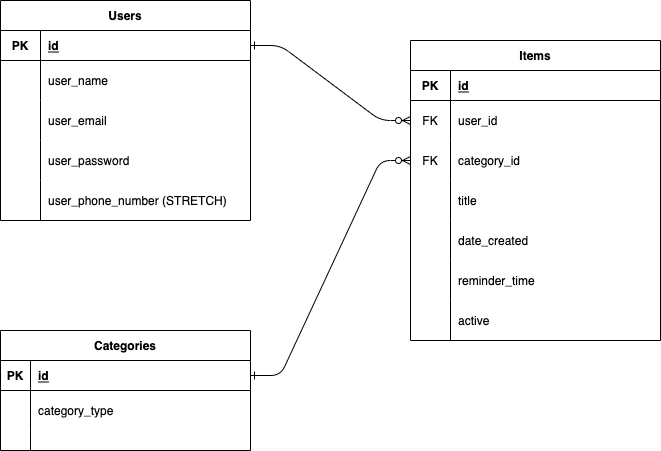 Users
PK id
user_name
user_email
user_password
user_phone_number (STRETCH)
Items
PK id
FK user_id
FK category_id
title
date_created
reminder_time
active
Categories
PK id
category_type